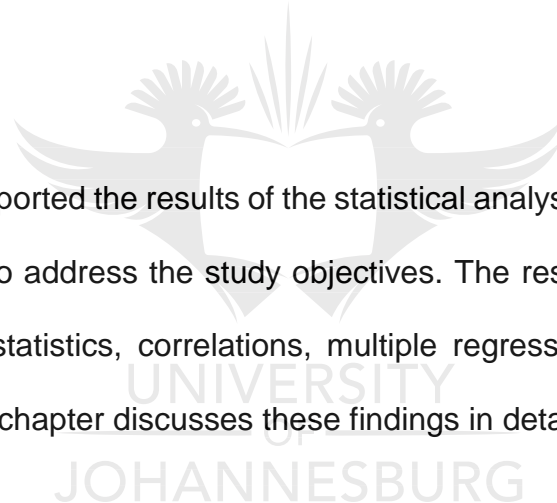 ported the results of the statistical analys
o address the study objectives. The res
statistics, correlations, multiple regress
UNIVERSITY
chapter discusses these findings in deta
OF
JOHANNESBURG